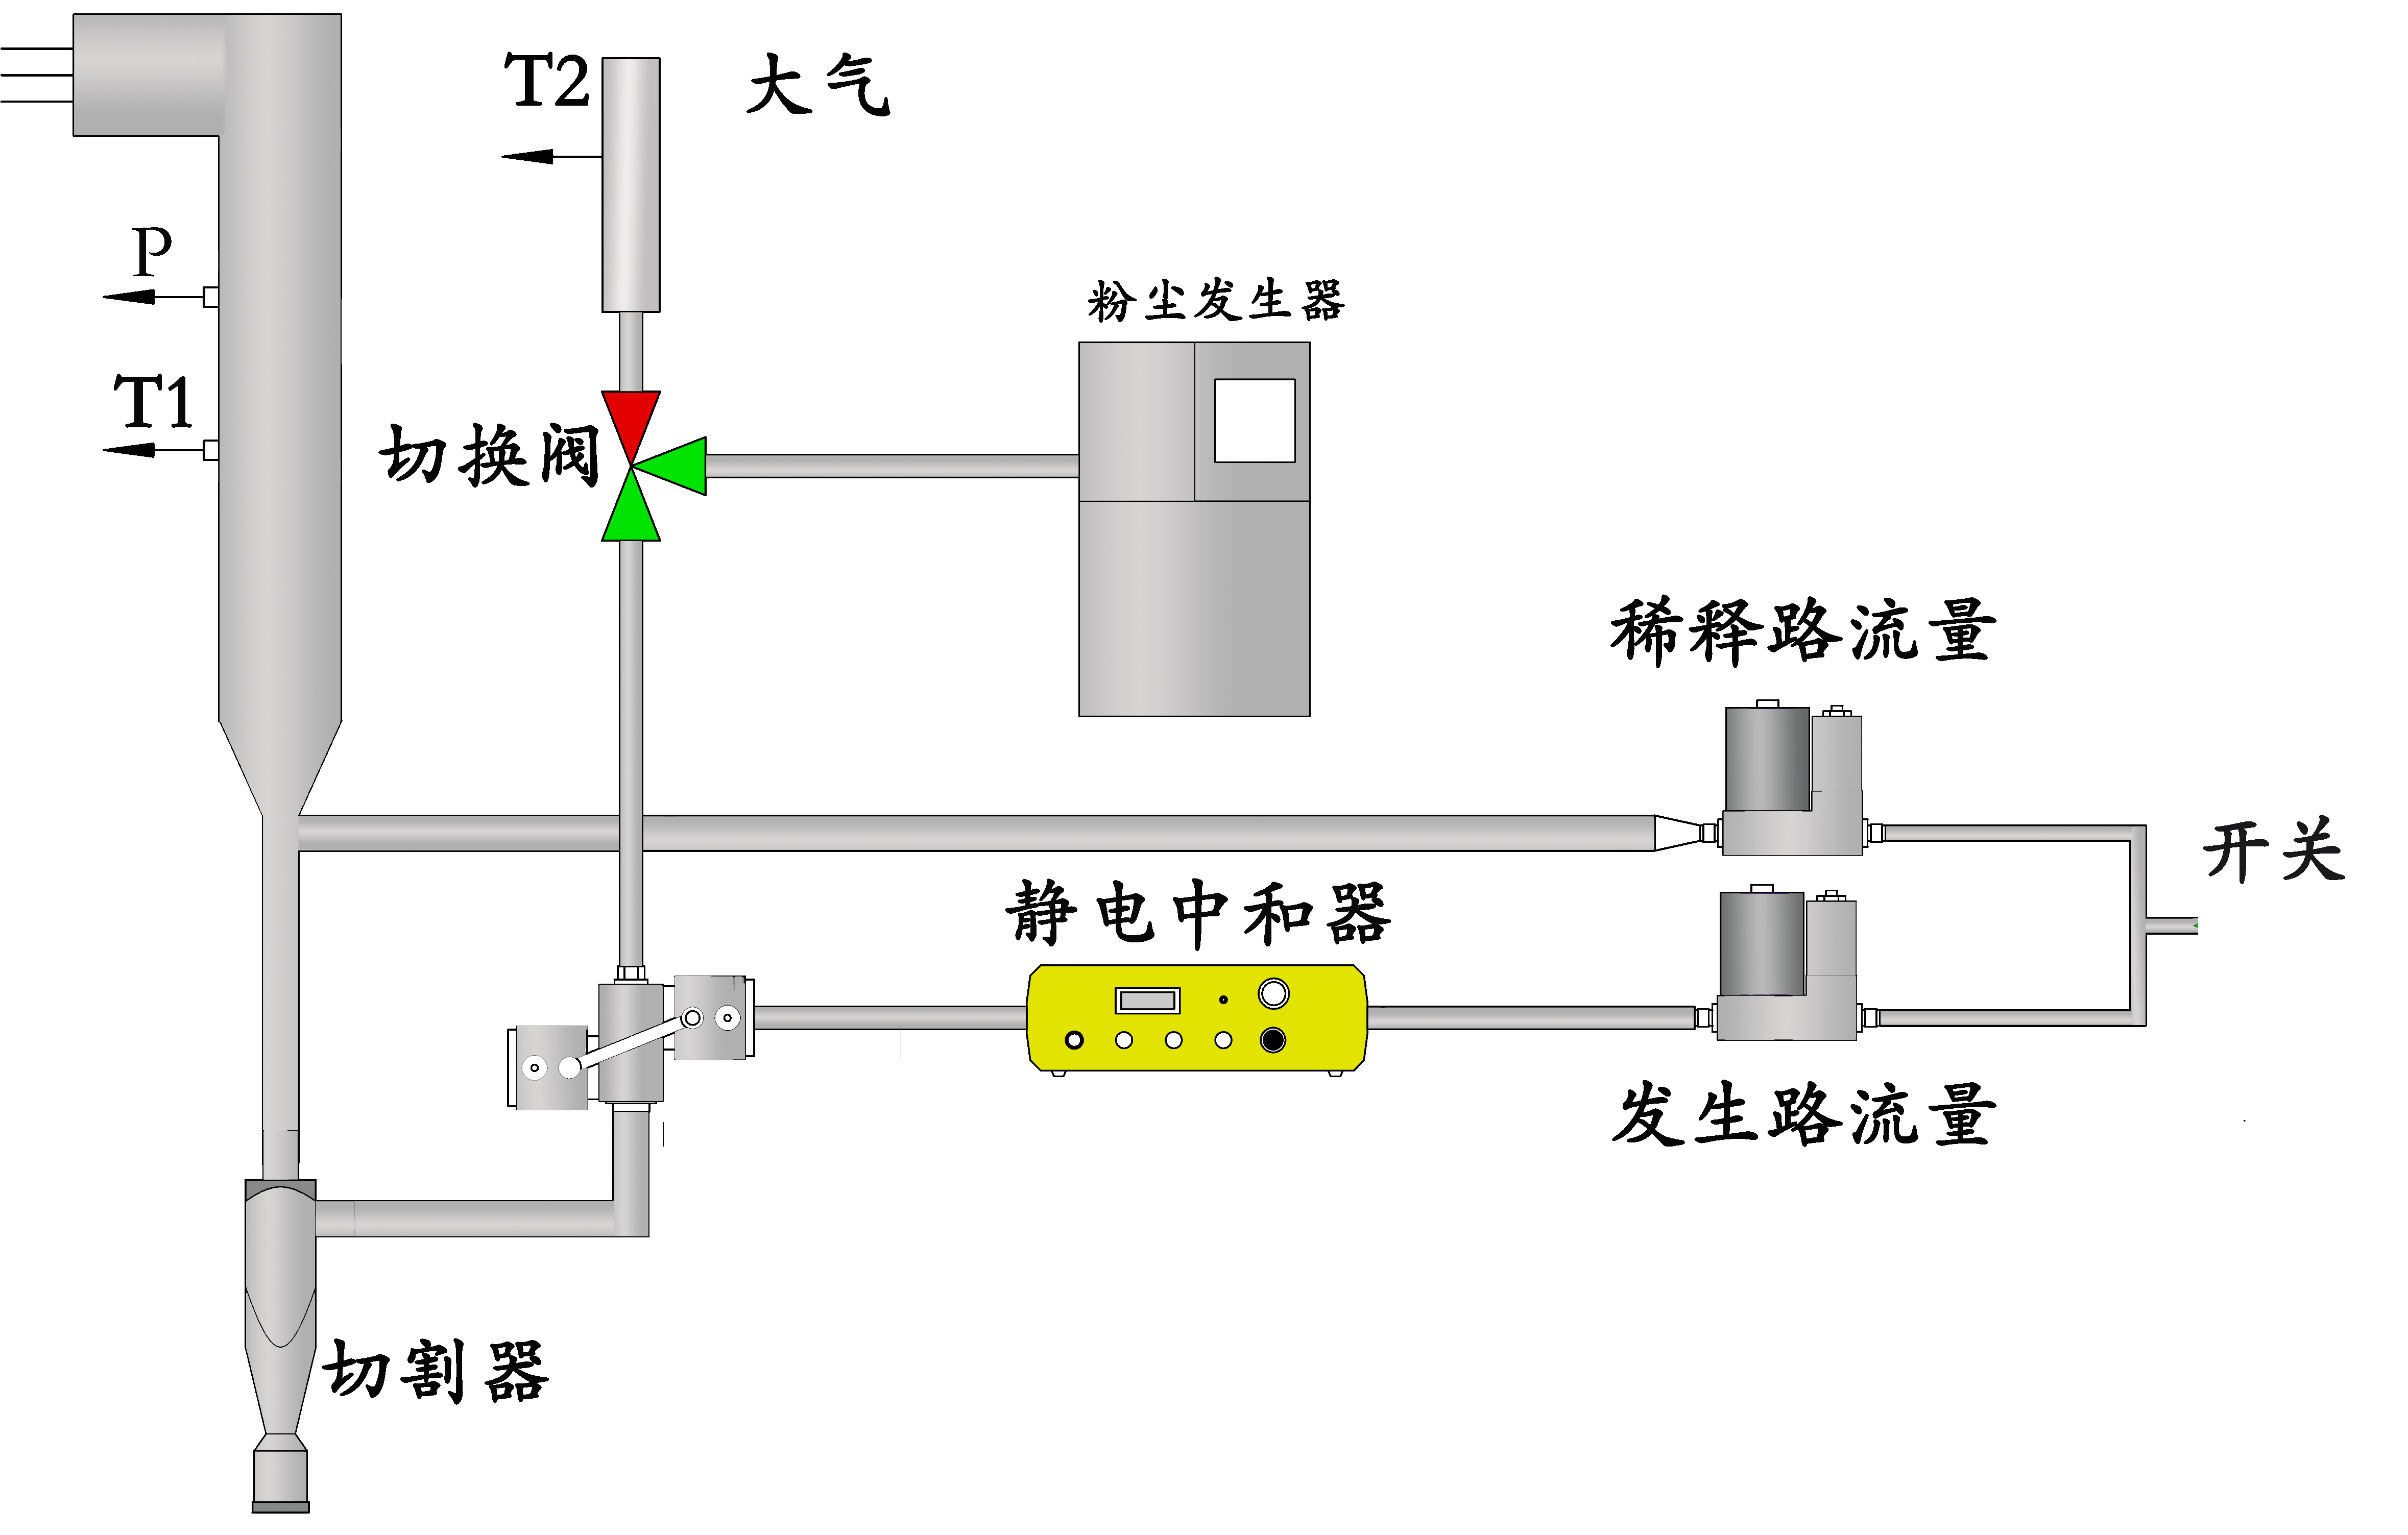 T2
大气
P
粉尘发生器
T1
切换阀
稀释路流量
开关
静电中和器
发生路流量
切割器